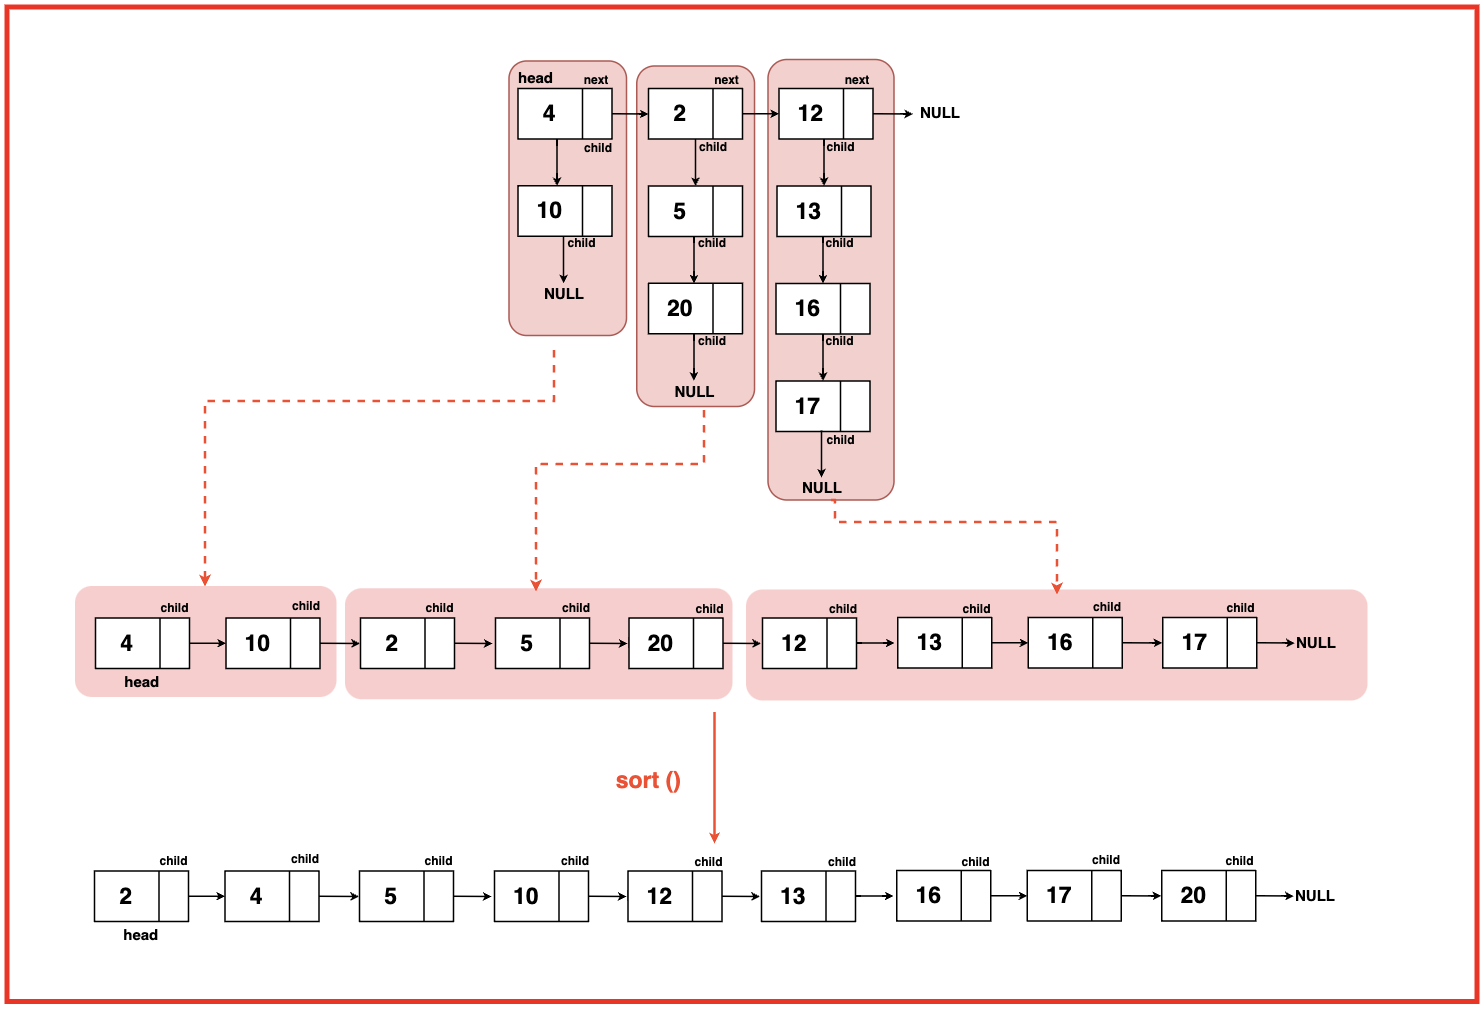 head next next next
4 2 12 NULL
child child child
10 5 13
child child child
NULL 20 16
child child
NULL 17
child
NULL
child child child child child child child child child
4 10 2 5 20 12 13 16 17 NULL
head
sort ()
child child child child child child child child child
2 4 5 10 12 13 16 17 20 NULL
head